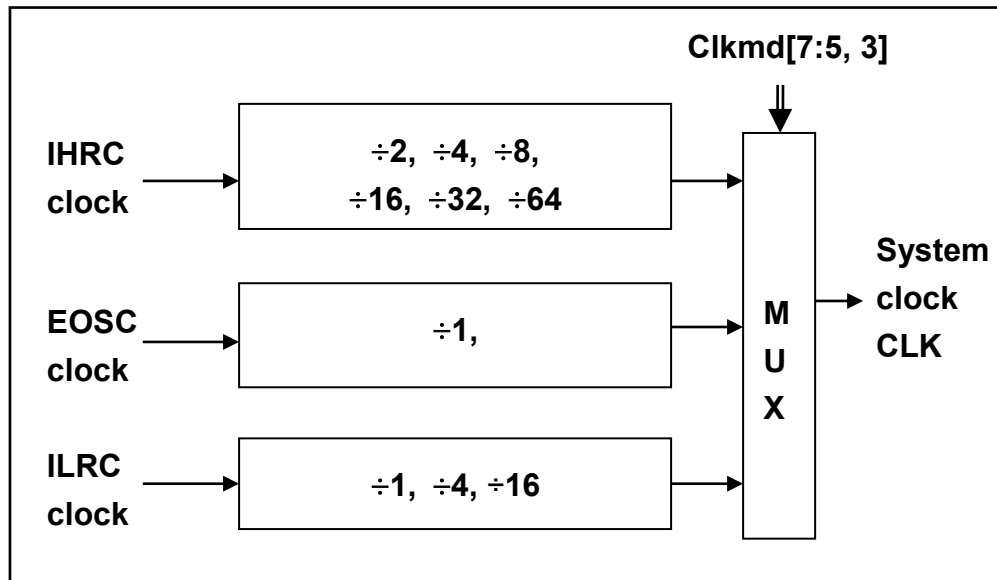 Clkmd[7:5, 3]
IHRC
clock
÷2, ÷4, ÷8,
÷16, ÷32, ÷64
EOSC
clock
÷1,
ILRC
clock
÷1, ÷4, ÷16
M
U
X
System
clock
CLK